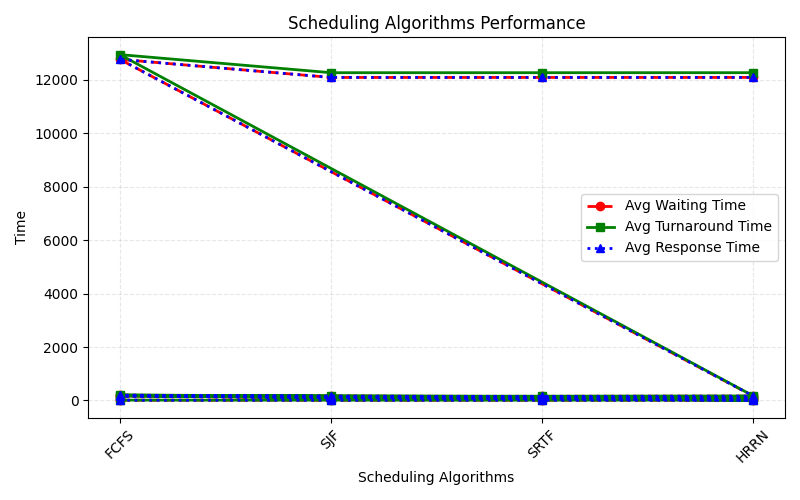 Scheduling Algorithms Performance
Time
12000
10000
8000
6000
4000
2000
0
Avg Waiting Time
Avg Turnaround Time
Avg Response Time
FCFS
SJF
SRTF
HRRN
Scheduling Algorithms